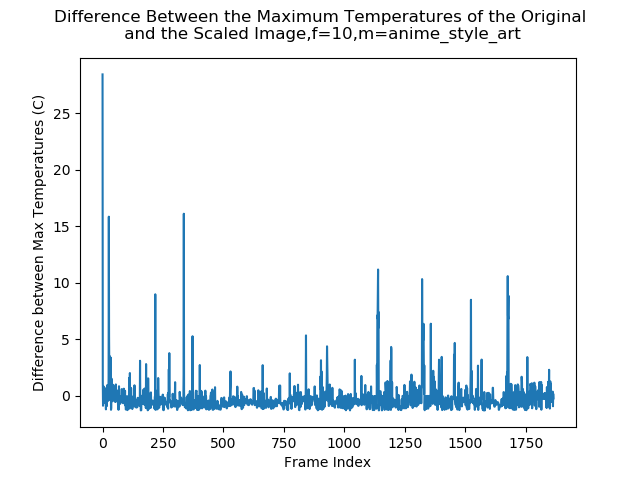 Difference Between the Maximum Temperatures of the Original
and the Scaled Image,f=10,m=anime_style_art
Difference between Max Temperatures (C)
25
20
15
10
5
0
0 250 500 750 1000 1250 1500 1750
Frame Index